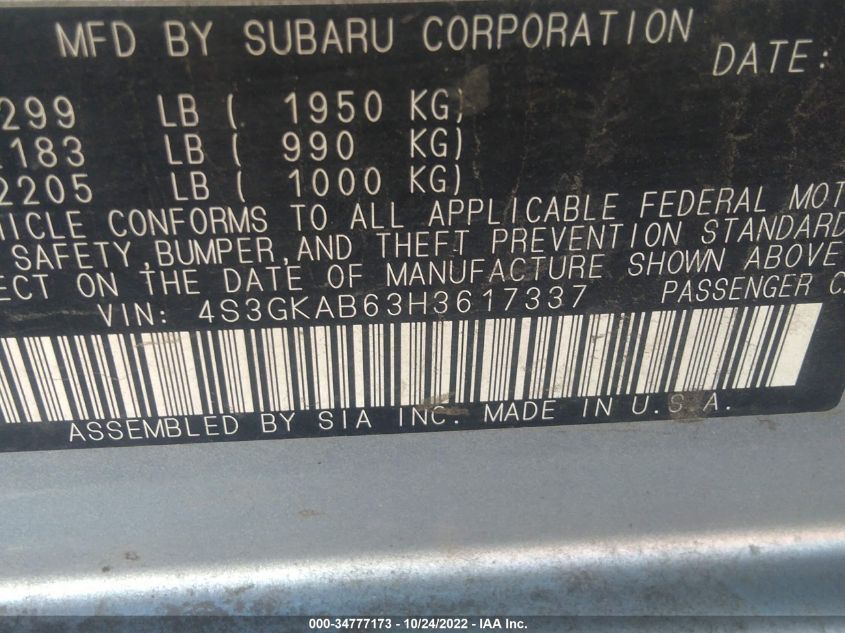 MFD BY SUBARU CORPORATION
DATE:
299 LB ( 1950 KG)
183 LB ( 990 KG)
2205 LB ( 1000 KG)
HICLE CONFORMS TO ALL APPLICABLE FEDERAL MOT
SAFETY,BUMPER,AND THEFT PREVENTION STANDARD
ECT ON THE DATE OF MANUFACTURE SHOWN ABOVE
VIN: 4S3GKAB63H3617337 PASSENGER C
ASSEMBLED BY SIA INC. MADE IN U.S.A.
000-34777173 - 10/24/2022 - IAA Inc.